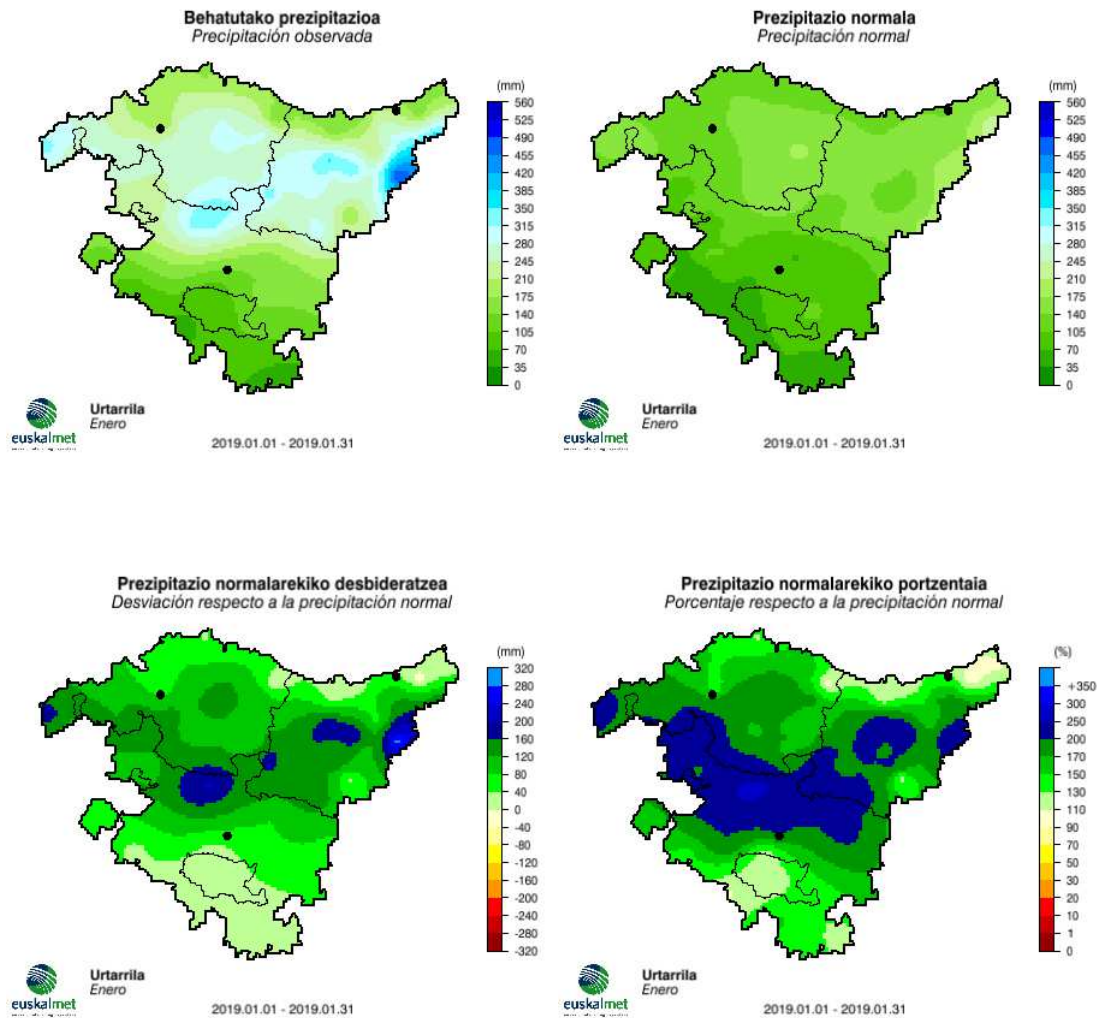 Behatutako prezipitazioa
Precipitación observada
(mm)
560
525
490
455
420
385
350
315
280
245
210
175
140
105
70
35
0
euskalmet
Urtarrila
Enero
2019.01.01 - 2019.01.31
Prezipitazio normala
Precipitación normal
(mm)
560
525
490
455
420
385
350
315
280
245
210
175
140
105
70
35
0
euskalmet
Urtarrila
Enero
2019.01.01 - 2019.01.31
Prezipitazio normalarekiko desbideratzea
Desviación respecto a la precipitación normal
(mm)
320
280
240
200
160
120
80
40
0
-40
-80
-120
-160
-200
-240
-280
-320
euskalmet
Urtarrila
Enero
2019.01.01 - 2019.01.31
Prezipitazio normalarekiko portzentaia
Porcentaje respecto a la precipitación normal
(%)
+350
300
250
200
170
150
130
110
90
70
50
30
20
10
1
0
euskalmet
Urtarrila
Enero
2019.01.01 - 2019.01.31